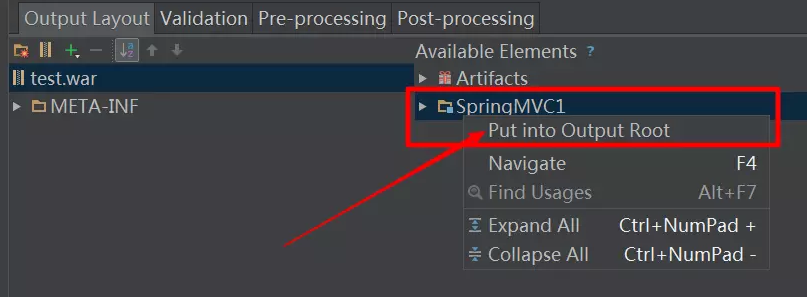 Output Layout Validation Pre-processing Post-processing
Available Elements ?
test.war
Artifacts
META-INF
SpringMVC1
Put into Output Root
Navigate F4
Find Usages Alt+F7
Expand All Ctrl+NumPad +
Collapse All Ctrl+NumPad -